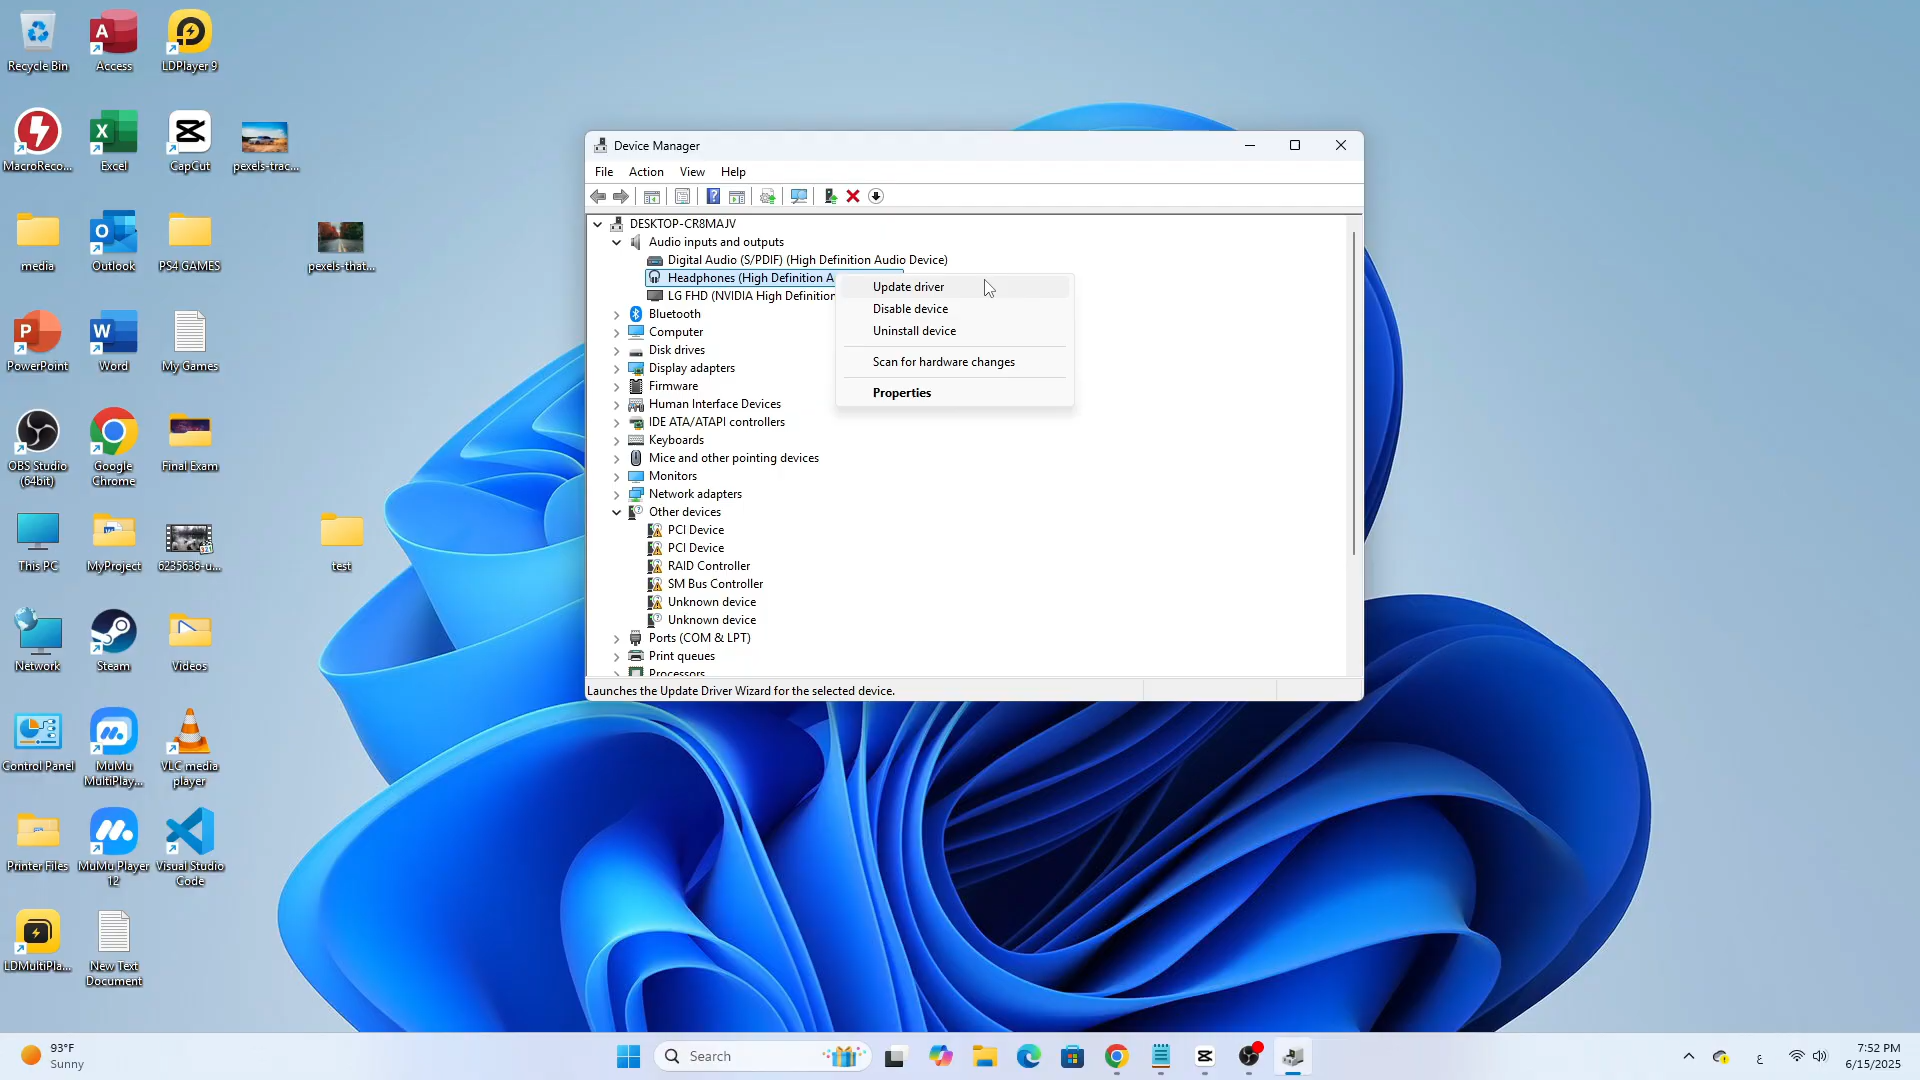 Recycle Bin
Access
LDPlayer 9
MacroReco...
Excel
CapCut
pexels-trac...
media
Outlook
PS4 GAMES
pexels-that...
PowerPoint
Word
My Games
OBS Studio
(64bit)
Google
Chrome
Final Exam
This PC
MyProject
6235636-u...
test
Network
Steam
Videos
Control Panel
MuMu
MultiPlay...
VLC media
player
Printer Files
MuMu Player
12
Visual Studio
Code
LDMultiPla...
New Text
Document
Device Manager
File Action View Help
DESKTOP-CR8MAJV
Audio inputs and outputs
Digital Audio (S/PDIF) (High Definition Audio Device)
Headphones (High Definition A
LG FHD (NVIDIA High Definition
Bluetooth
Computer
Disk drives
Display adapters
Firmware
Human Interface Devices
IDE ATA/ATAPI controllers
Keyboards
Mice and other pointing devices
Monitors
Network adapters
Other devices
PCI Device
PCI Device
RAID Controller
SM Bus Controller
Unknown device
Unknown device
Ports (COM & LPT)
Print queues
Processors
Update driver
Disable device
Uninstall device
Scan for hardware changes
Properties
Launches the Update Driver Wizard for the selected device.
93°F
Sunny
Search
ع
7:52 PM
6/15/2025